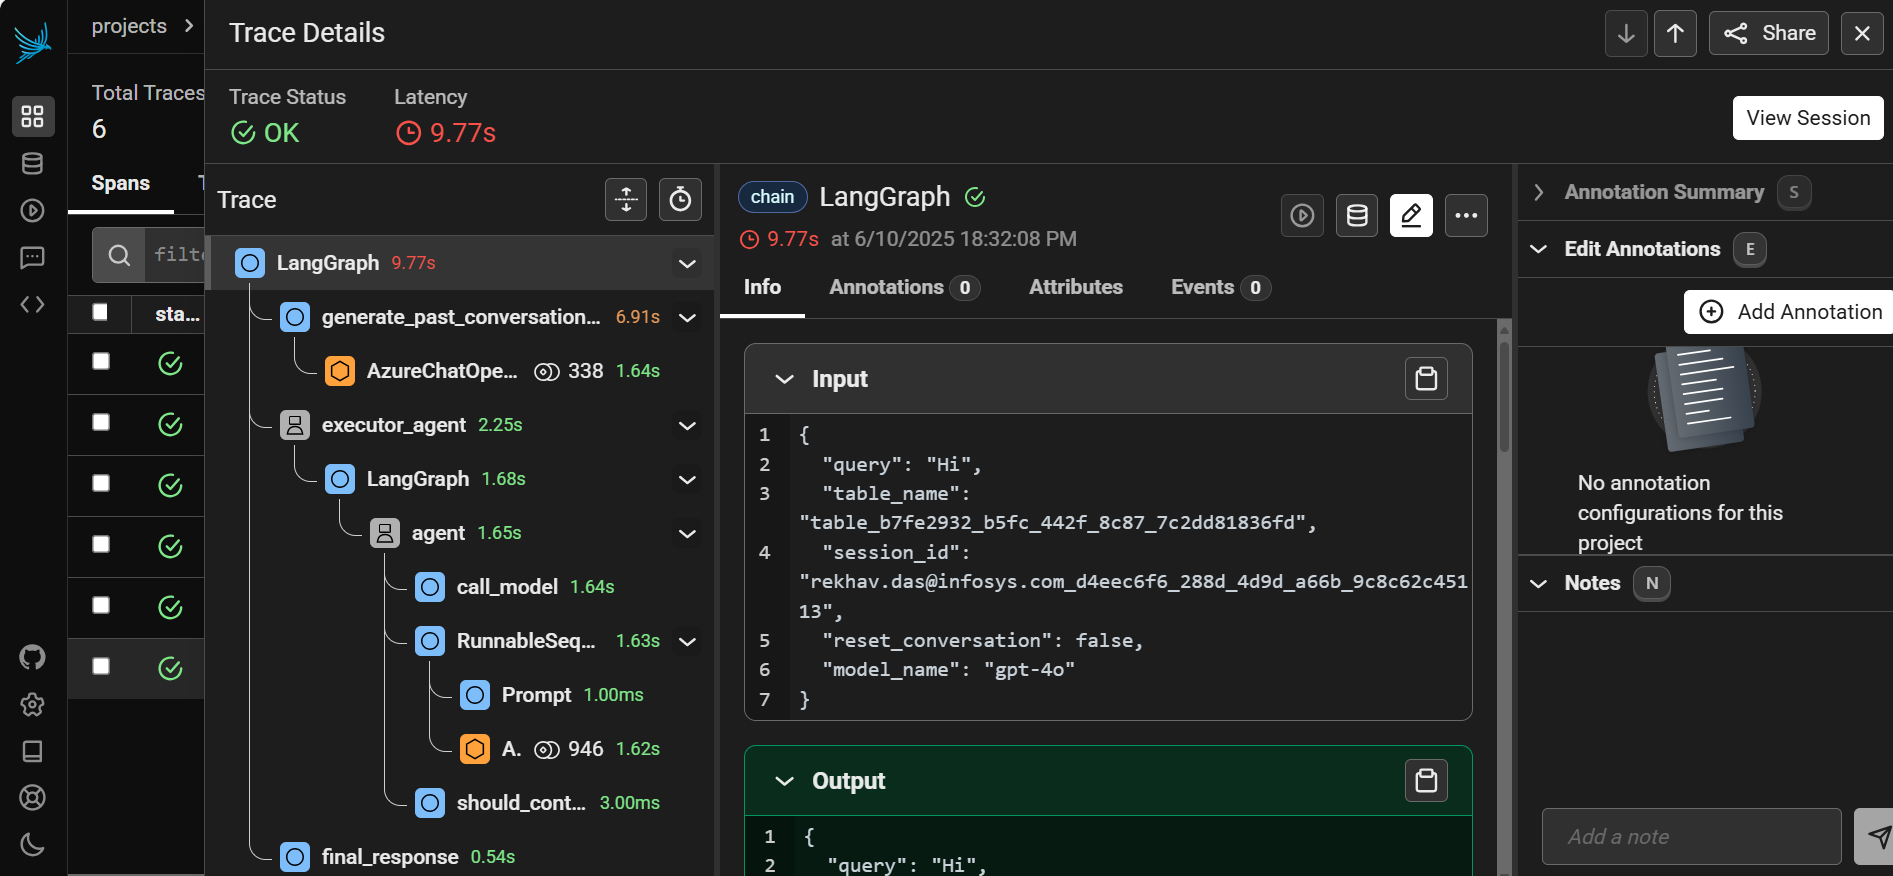 projects
Total Traces
6
Spans
filte
sta...
Trace Details
Share
Trace Status
OK
Latency
9.77s
View Session
Trace
LangGraph 9.77s
generate_past_conversation... 6.91s
AzureChatOpe... 338 1.64s
executor_agent 2.25s
LangGraph 1.68s
agent 1.65s
call_model 1.64s
RunnableSeq... 1.63s
Prompt 1.00ms
A. 946 1.62s
should_cont... 3.00ms
final_response 0.54s
chain LangGraph
9.77s at 6/10/2025 18:32:08 PM
Info Annotations 0 Attributes Events 0
Input
1 {
2 "query": "Hi",
3 "table_name":
"table_b7fe2932_b5fc_442f_8c87_7c2dd81836fd",
4 "session_id":
"rekhav.das@infosys.com_d4eec6f6_288d_4d9d_a66b_9c8c62c451
13",
5 "reset_conversation": false,
6 "model_name": "gpt-4o"
7 }
Output
1 {
2 "query": "Hi",
Annotation Summary S
Edit Annotations E
Add Annotation
No annotation
configurations for this
project
Notes N
Add a note